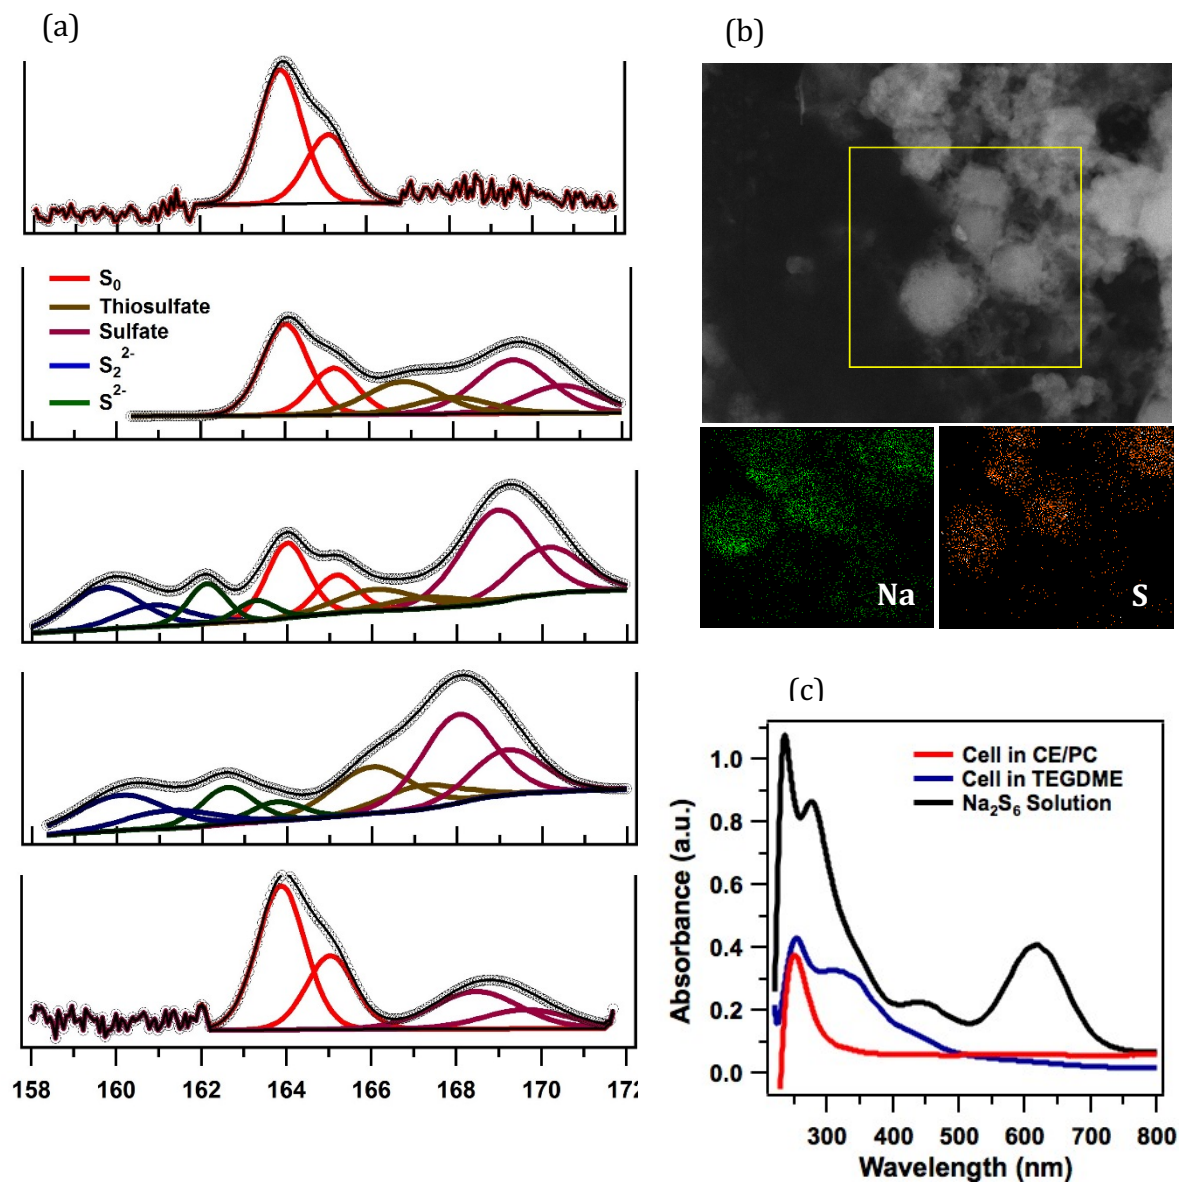 (a)
S₀
Thiosulfate
Sulfate
S₂²⁻
S²⁻
158 160 162 164 166 168 170 172
(b)
Na
S
(c)
Cell in CE/PC
Cell in TEGDME
Na₂S₆ Solution
Absorbance (a.u.)
1.0
0.8
0.6
0.4
0.2
0.0
300 400 500 600 700 800
Wavelength (nm)